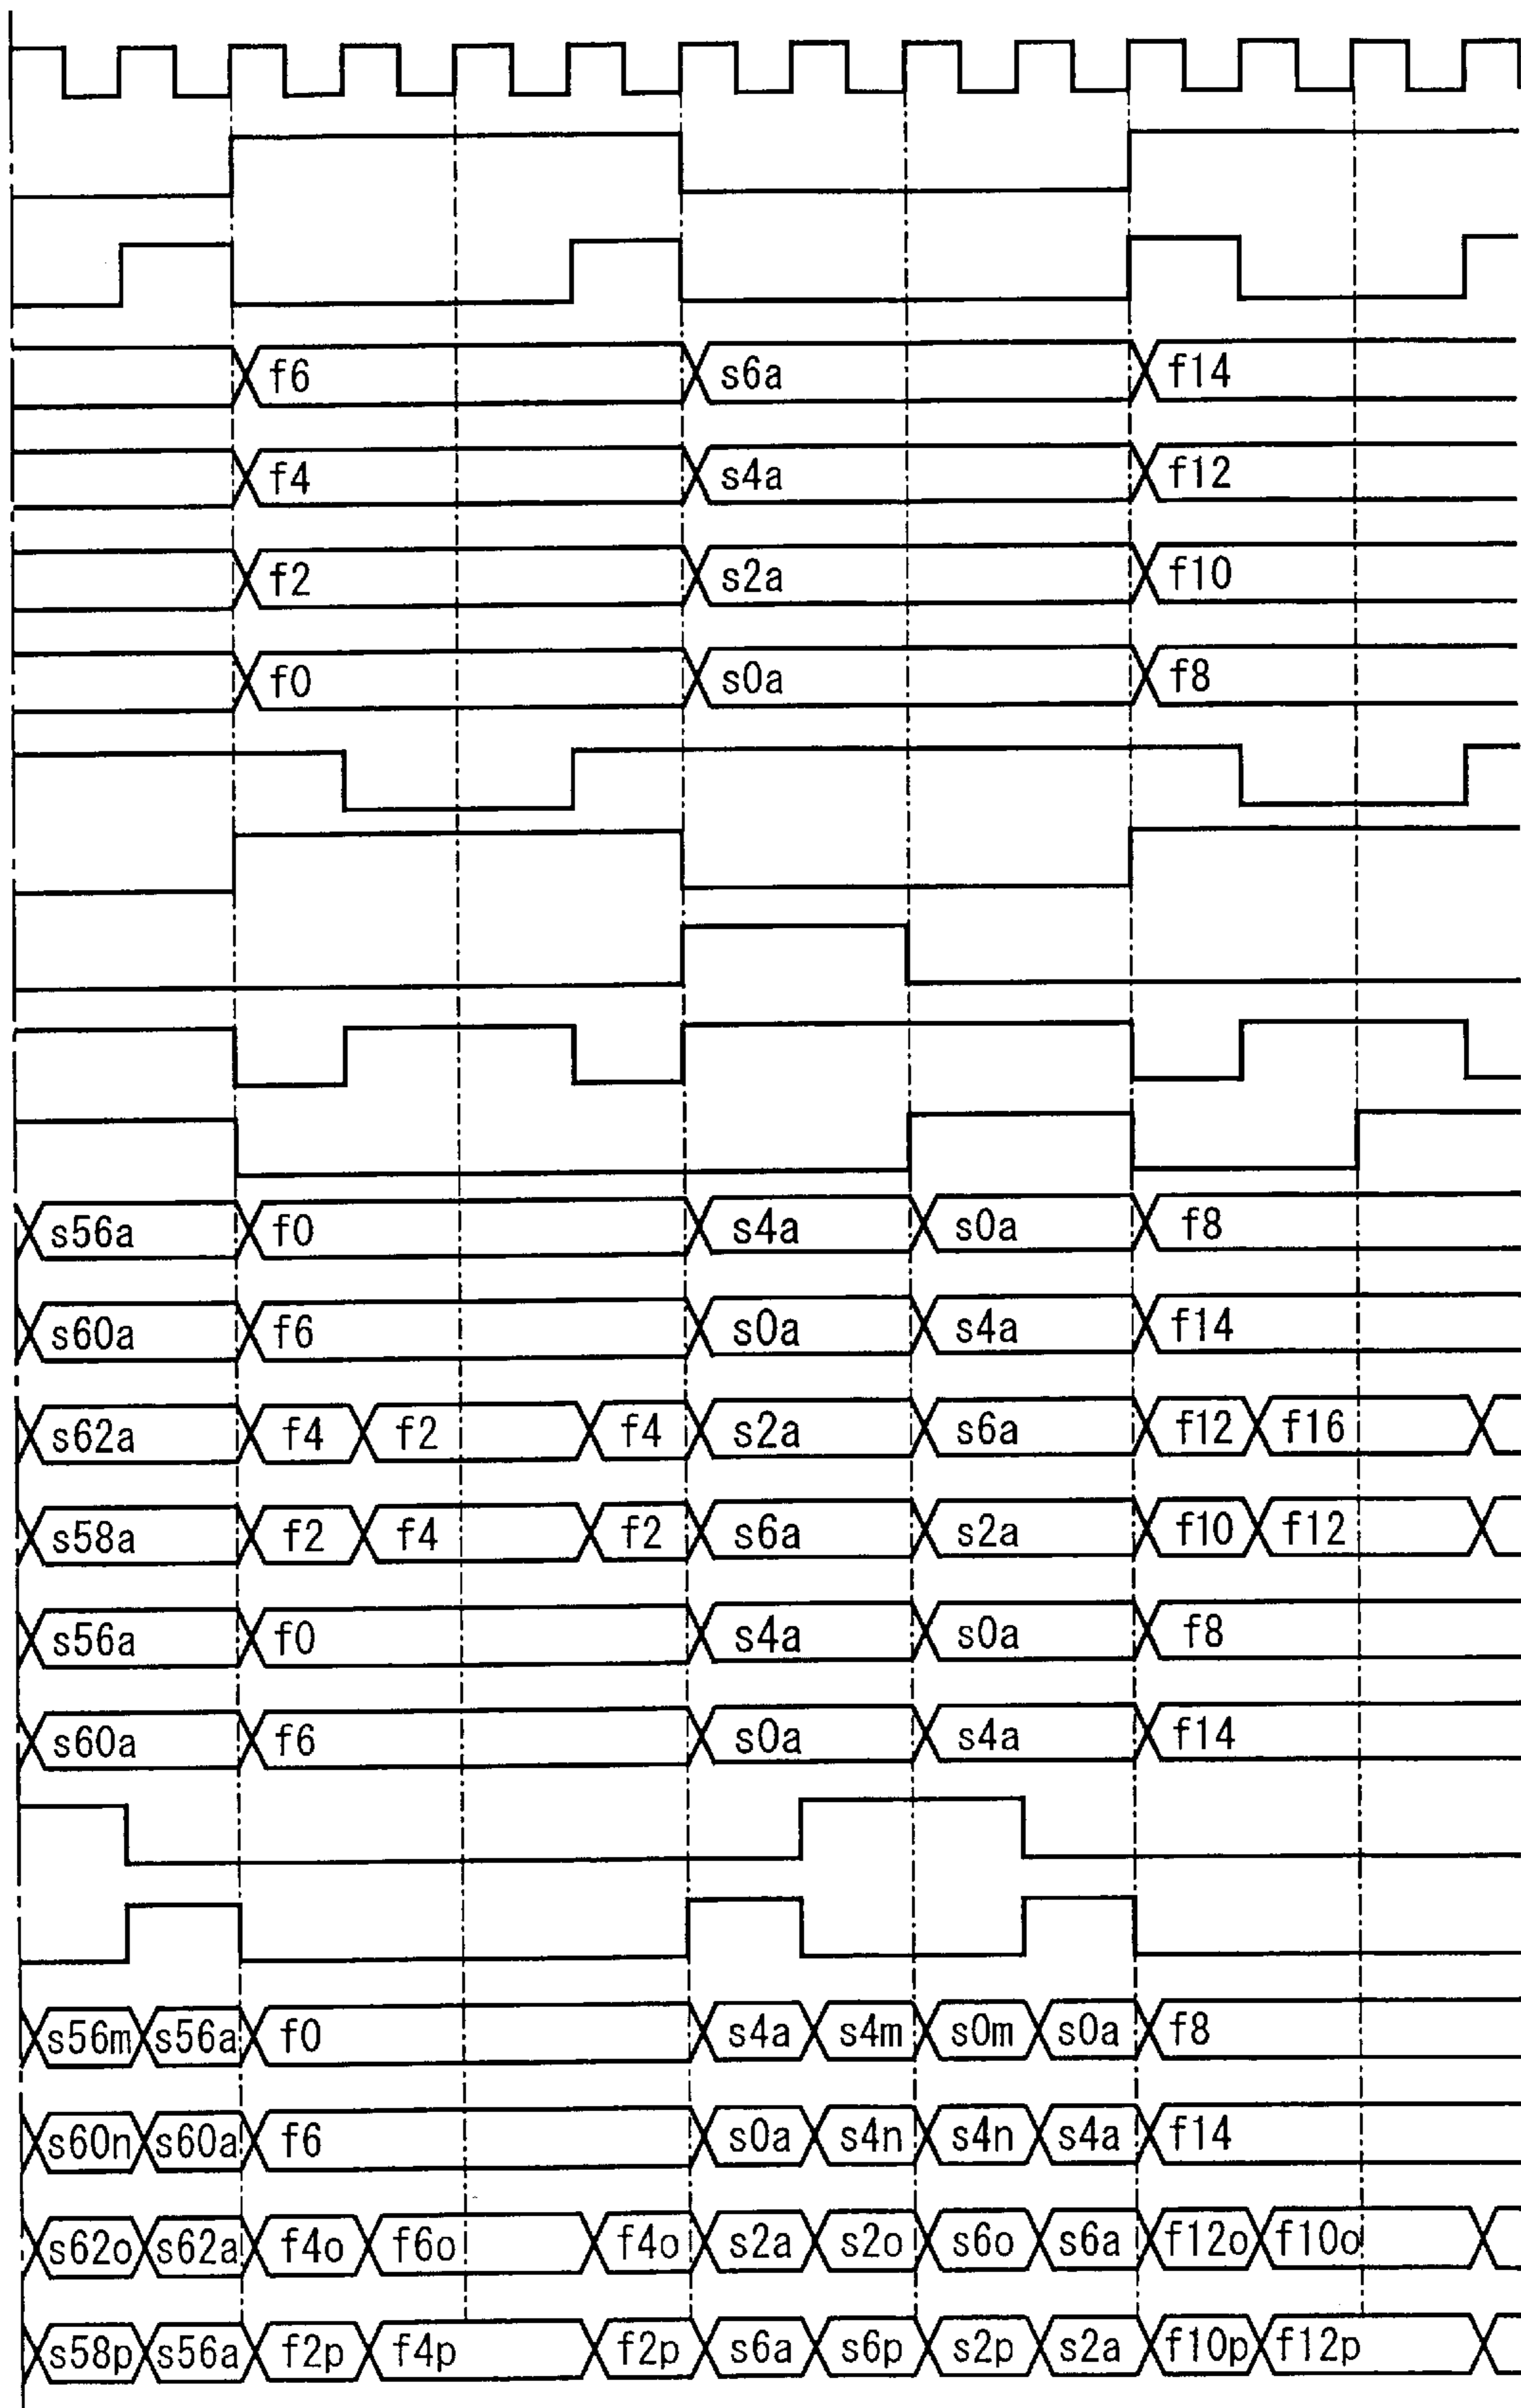 f6 s6a f14
f4 s4a f12
f2 s2a f10
f0 s0a f8
s56a f0 s4a s0a f8
s60a f6 s0a s4a f14
s62a f4 f2 f4 s2a s6a f12 f16
s58a f2 f4 f2 s6a s2a f10 f12
s56a f0 s4a s0a f8
s60a f6 s0a s4a f14
s56m s56a f0 s4a s4m s0m s0a f8
s60n s60a f6 s0a s4n s4n s4a f14
s62o s62a f4o f6o f4o s2a s2o s6o s6a f12o f10o
s58p s56a f2p f4p f2p s6a s6p s2p s2a f10p f12p